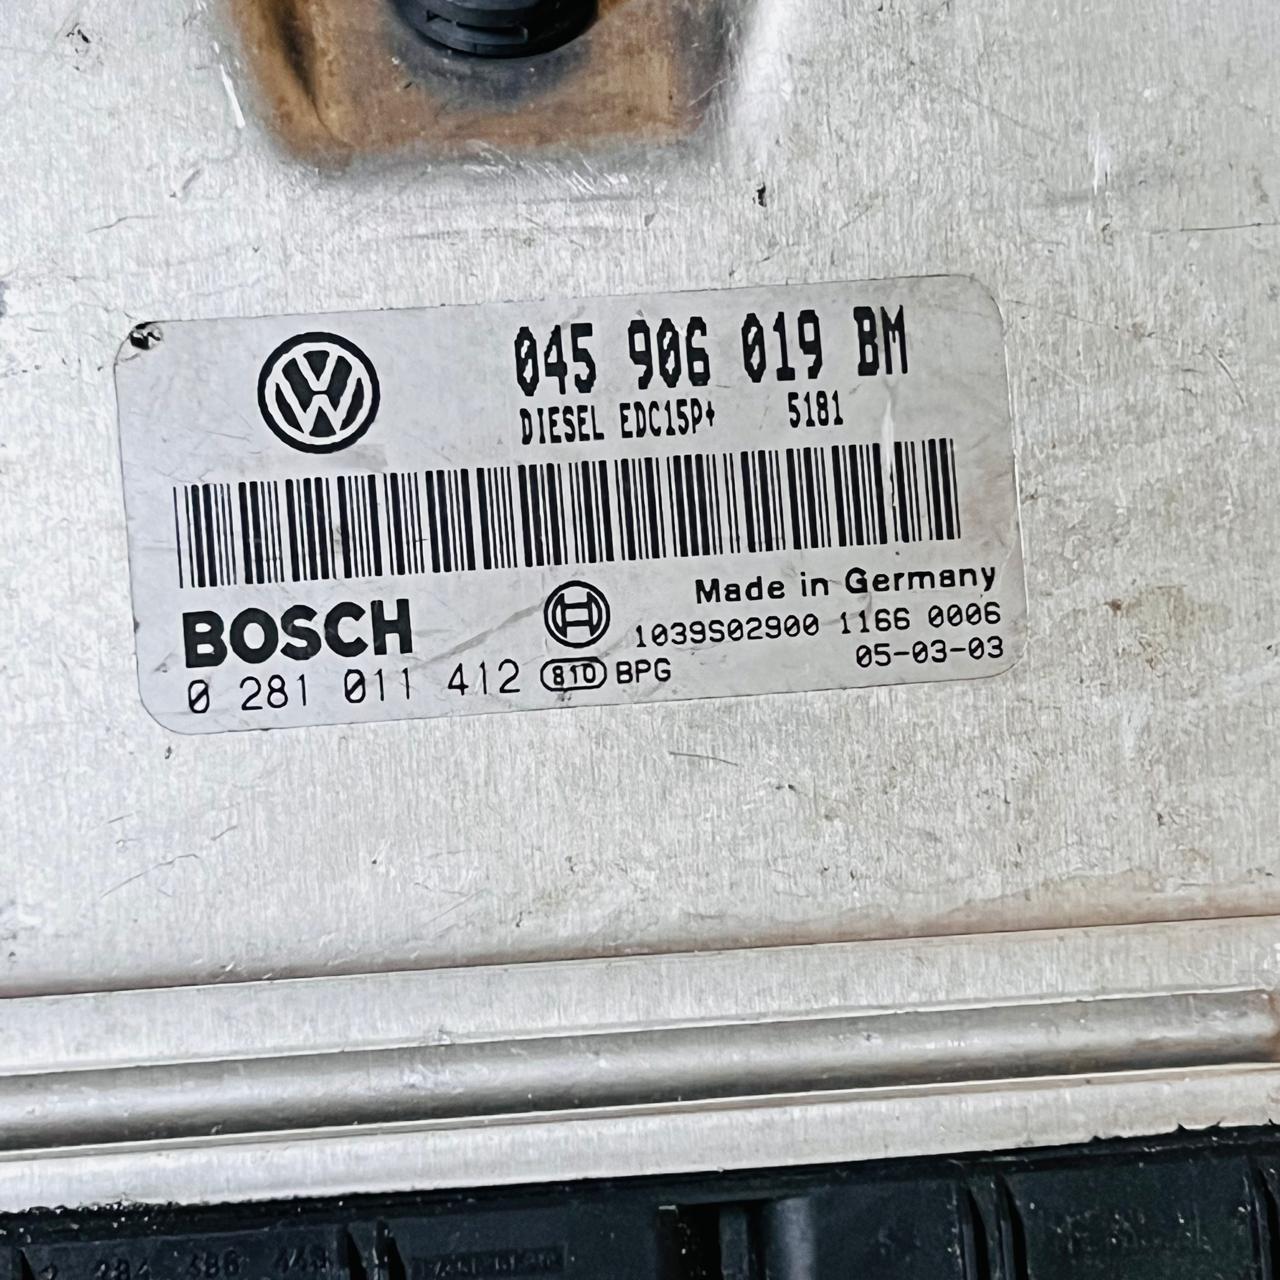 045 906 019 BM
DIESEL EDC15P+ 5181
Made in Germany
BOSCH
1039S02900 1166 0006
0 281 011 412 810 BPG 05-03-03